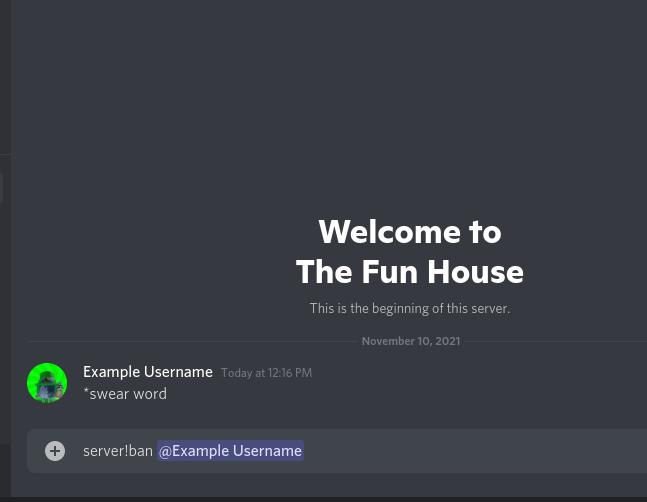 Welcome to
The Fun House
This is the beginning of this server.
November 10, 2021
Example Username Today at 12:16 PM
*swear word
server!ban @Example Username